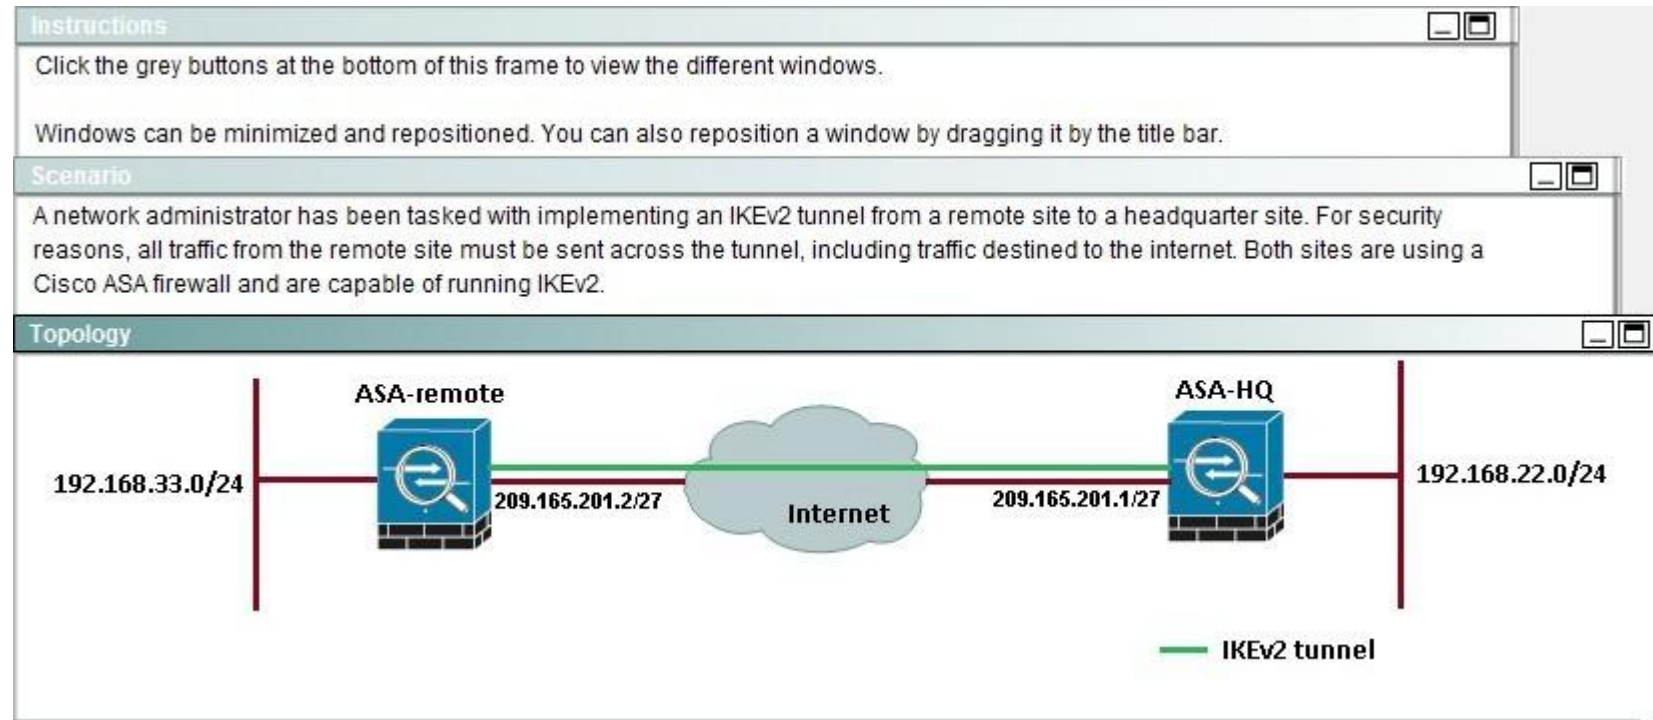 Instructions
Click the grey buttons at the bottom of this frame to view the different windows.
Windows can be minimized and repositioned. You can also reposition a window by dragging it by the title bar.
Scenario
A network administrator has been tasked with implementing an IKEv2 tunnel from a remote site to a headquarter site. For security
reasons, all traffic from the remote site must be sent across the tunnel, including traffic destined to the internet. Both sites are using a
Cisco ASA firewall and are capable of running IKEv2.
Topology
ASA-remote
ASA-HQ
192.168.33.0/24
209.165.201.2/27
Internet
209.165.201.1/27
192.168.22.0/24
IKEv2 tunnel